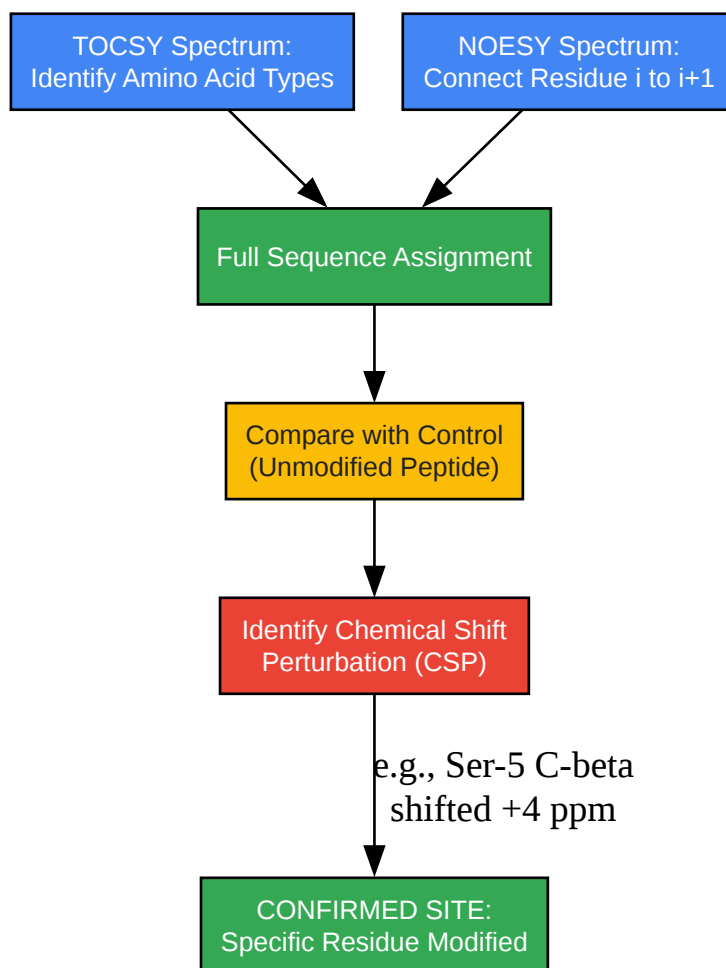 TOCSY Spectrum:
Identify Amino Acid Types
NOESY Spectrum:
Connect Residue i to i+1
Full Sequence Assignment
Compare with Control
(Unmodified Peptide)
Identify Chemical Shift
Perturbation (CSP)
e.g., Ser-5 C-beta
shifted +4 ppm
CONFIRMED SITE:
Specific Residue Modified